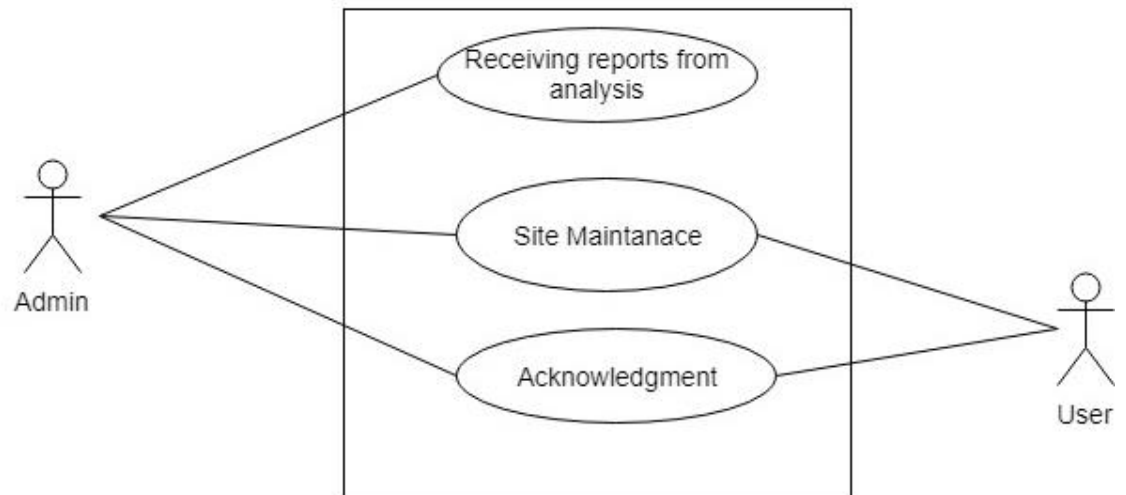 Receiving reports from
analysis
Site Maintanace
Admin
Acknowledgment
User